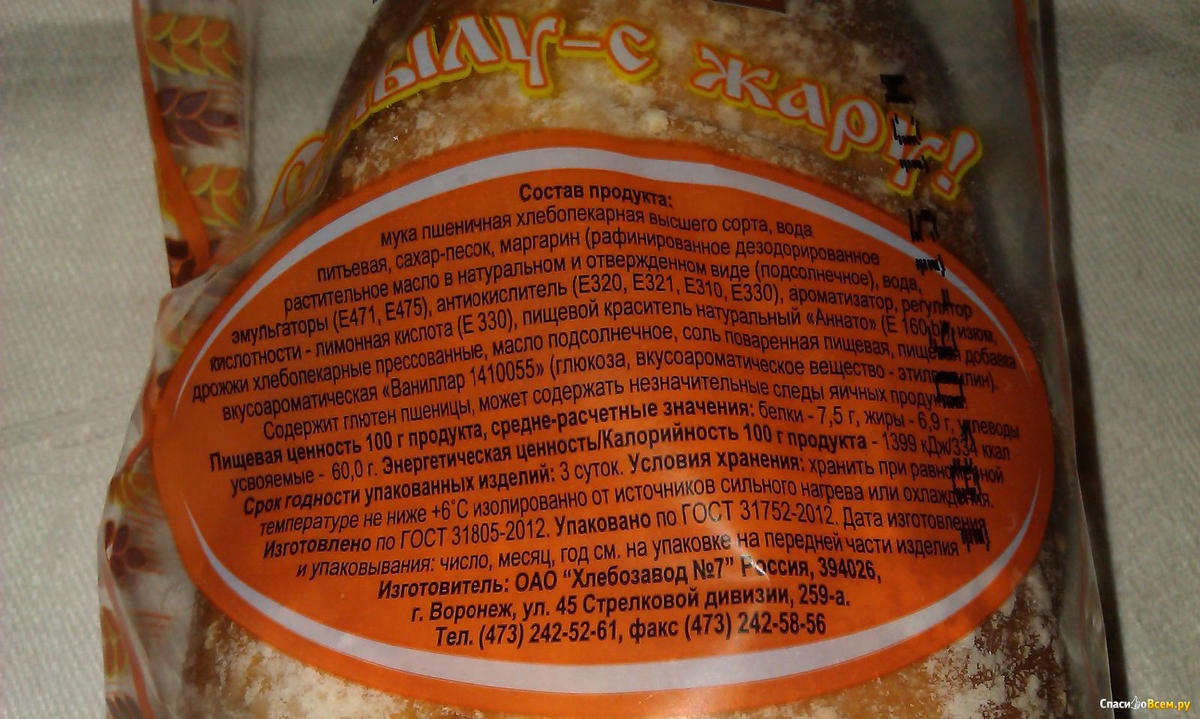 с жару!
Состав продукта:
мука пшеничная хлебопекарная высшего сорта, вода
питьевая, сахар-песок, маргарин (рафинированное дезодорированное
растительное масло в натуральном и отвержденном виде (подсолнечное), вода,
эмульгаторы (Е471, Е475), антиокислитель (Е320, Е321, Е310, Е330), ароматизатор, регулятор
кислотности - лимонная кислота (Е 330), пищевой краситель натуральный «Аннато» (Е 160 b), изюм,
дрожжи хлебопекарные прессованные, масло подсолнечное, соль поваренная пищевая, пищевая добавка
вкусоароматическая «Ваниллар 1410055» (глюкоза, вкусоароматическое вещество - этилванилин).
Содержит глютен пшеницы, может содержать незначительные следы яичных продуктов.
Пищевая ценность 100 г продукта, средне-расчетные значения: белки - 7,5 г, жиры - 6,9 г, углеводы
усвояемые - 60,0 г. Энергетическая ценность/Калорийность 100 г продукта - 1399 кДж/334 ккал
Срок годности упакованных изделий: 3 суток. Условия хранения: хранить при равномерной
температуре не ниже +6°С изолированно от источников сильного нагрева или охлаждения.
Изготовлено по ГОСТ 31805-2012. Упаковано по ГОСТ 31752-2012. Дата изготовления
и упаковывания: число, месяц, год см. на упаковке на передней части изделия
Изготовитель: ОАО “Хлебозавод №7” Россия, 394026,
г. Воронеж, ул. 45 Стрелковой дивизии, 259-а.
Тел. (473) 242-52-61, факс (473) 242-58-56
СпасибоВсем.ру